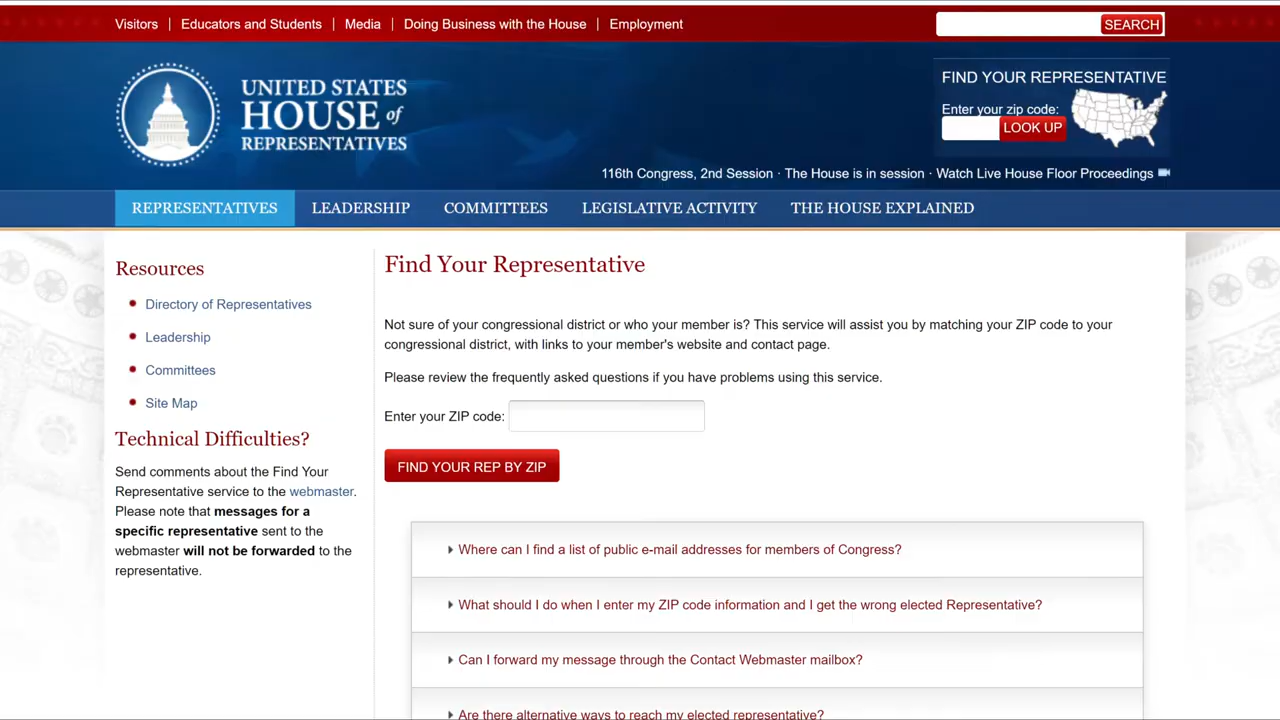 Visitors | Educators and Students | Media | Doing Business with the House | Employment
SEARCH
UNITED STATES
HOUSE of
REPRESENTATIVES
FIND YOUR REPRESENTATIVE
Enter your zip code:
LOOK UP
116th Congress, 2nd Session · The House is in session · Watch Live House Floor Proceedings
REPRESENTATIVES LEADERSHIP COMMITTEES LEGISLATIVE ACTIVITY THE HOUSE EXPLAINED
Resources
Directory of Representatives
Leadership
Committees
Site Map
Technical Difficulties?
Send comments about the Find Your
Representative service to the webmaster.
Please note that messages for a
specific representative sent to the
webmaster will not be forwarded to the
representative.
Find Your Representative
Not sure of your congressional district or who your member is? This service will assist you by matching your ZIP code to your
congressional district, with links to your member's website and contact page.
Please review the frequently asked questions if you have problems using this service.
Enter your ZIP code:
FIND YOUR REP BY ZIP
Where can I find a list of public e-mail addresses for members of Congress?
What should I do when I enter my ZIP code information and I get the wrong elected Representative?
Can I forward my message through the Contact Webmaster mailbox?
Are there alternative ways to reach my elected representative?